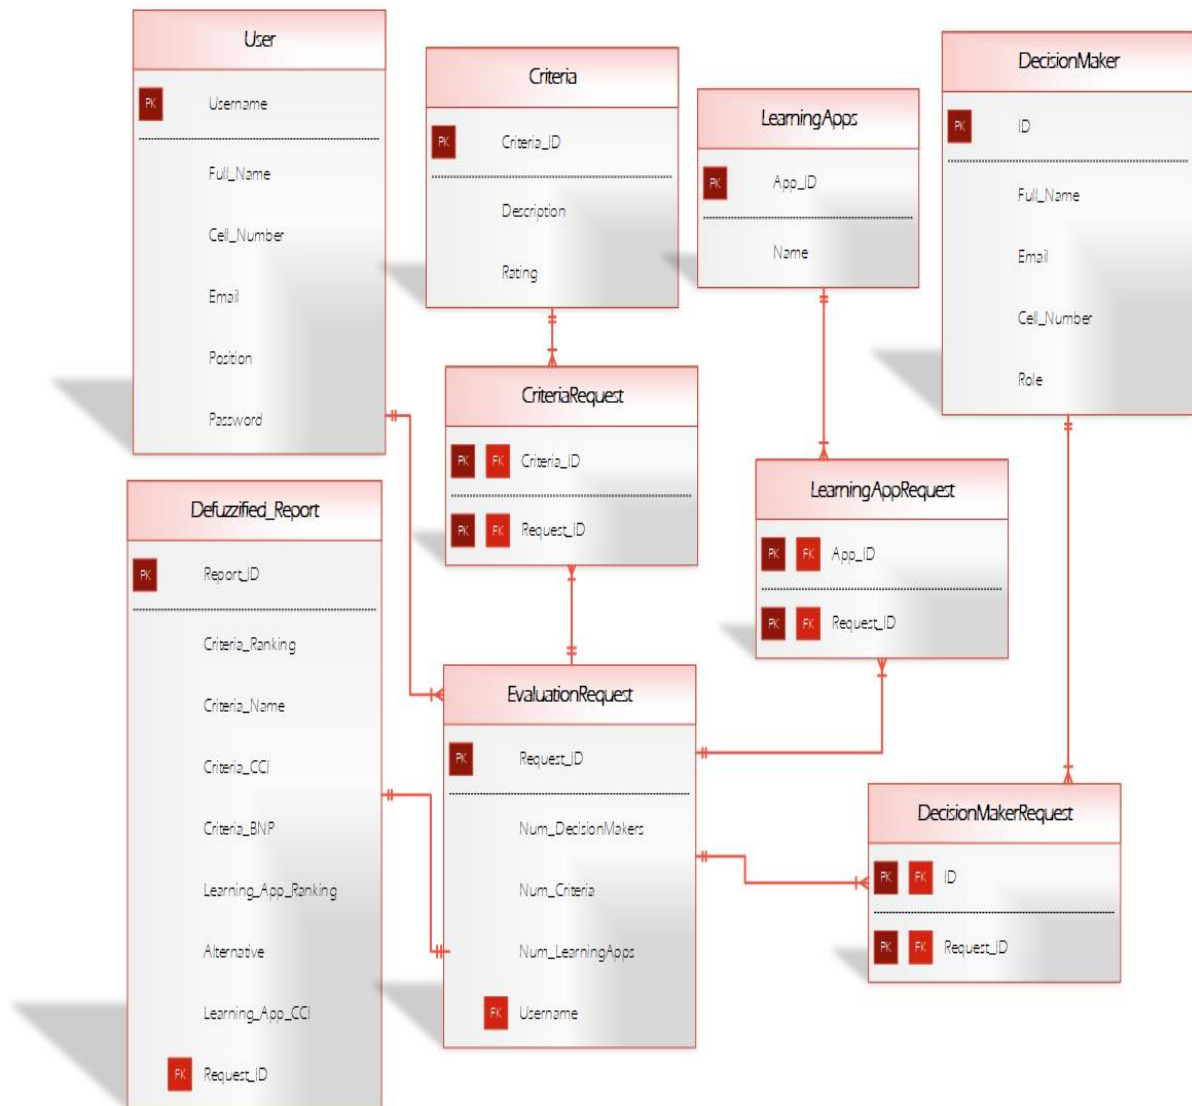 User
PK Username
Full_Name
Cell_Number
Email
Position
Password
Criteria
PK Criteria_ID
Description
Rating
LearningApps
PK App_ID
Name
DecisionMaker
PK ID
Full_Name
Email
Cell_Number
Role
CriteriaRequest
PK FK Criteria_ID
PK FK Request_ID
LearningAppRequest
PK FK App_ID
PK FK Request_ID
Defuzzified_Report
PK Report_ID
Criteria_Ranking
Criteria_Name
Criteria_CCI
Criteria_BNP
Learning_App_Ranking
Alternative
Learning_App_CCI
FK Request_ID
EvaluationRequest
PK Request_ID
Num_DecisionMakers
Num_Criteria
Num_LearningApps
FK Username
DecisionMakerRequest
PK FK ID
PK FK Request_ID